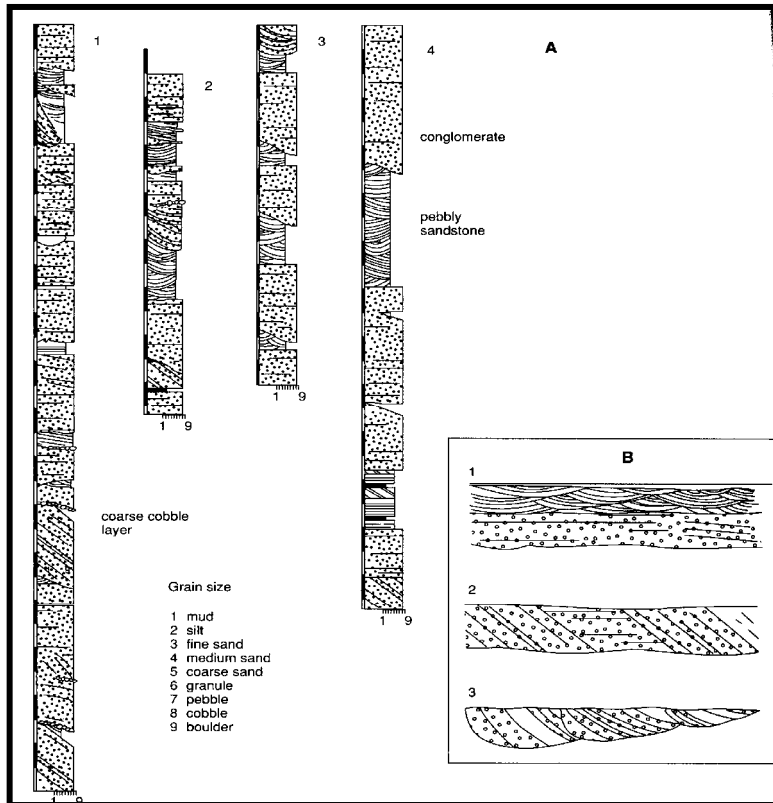 1
2
3
4
A
conglomerate
pebbly
sandstone
coarse cobble
layer
1 9
1 9
1 9
1 9
Grain size
1 mud
2 silt
3 fine sand
4 medium sand
5 coarse sand
6 granule
7 pebble
8 cobble
9 boulder
B
1
2
3